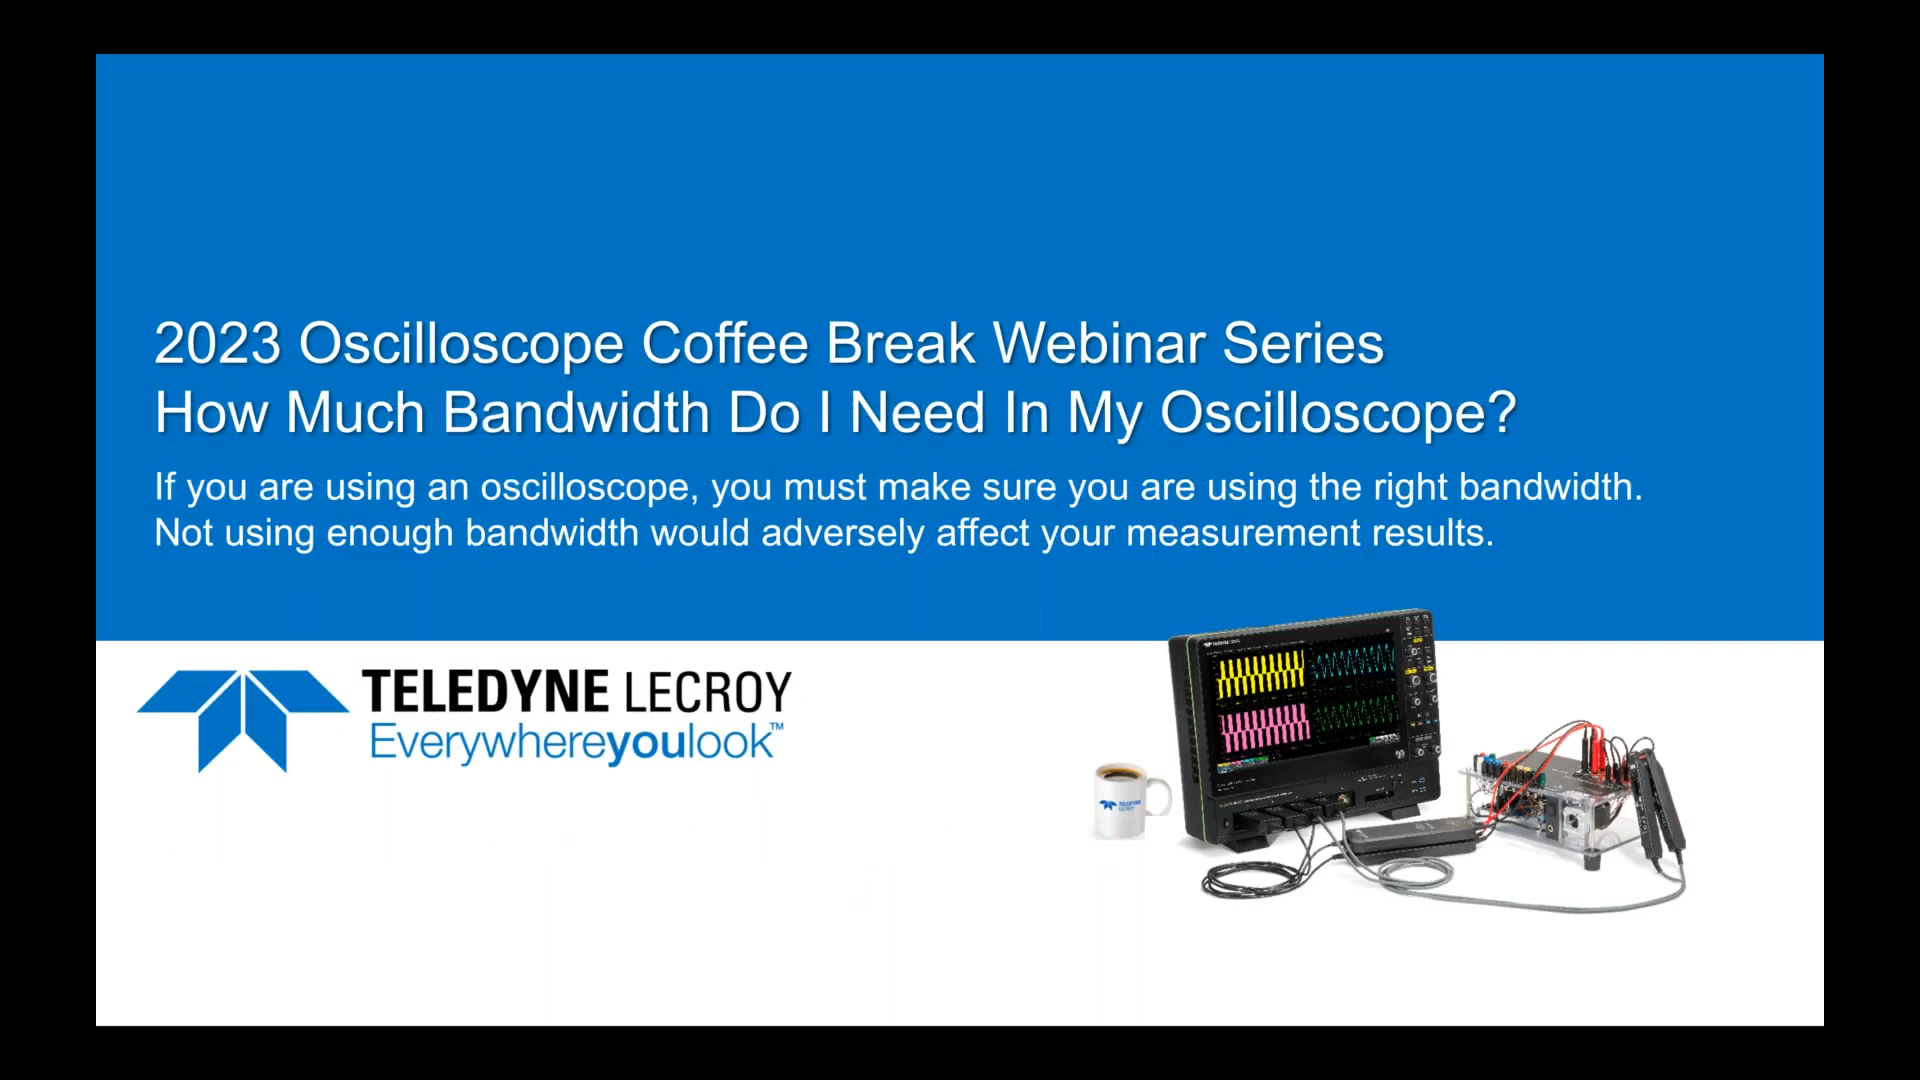 2023 Oscilloscope Coffee Break Webinar Series
How Much Bandwidth Do I Need In My Oscilloscope?
If you are using an oscilloscope, you must make sure you are using the right bandwidth.
Not using enough bandwidth would adversely affect your measurement results.
TELEDYNE LECROY
Everywhereyoulook™
TELEDYNE
LECROY